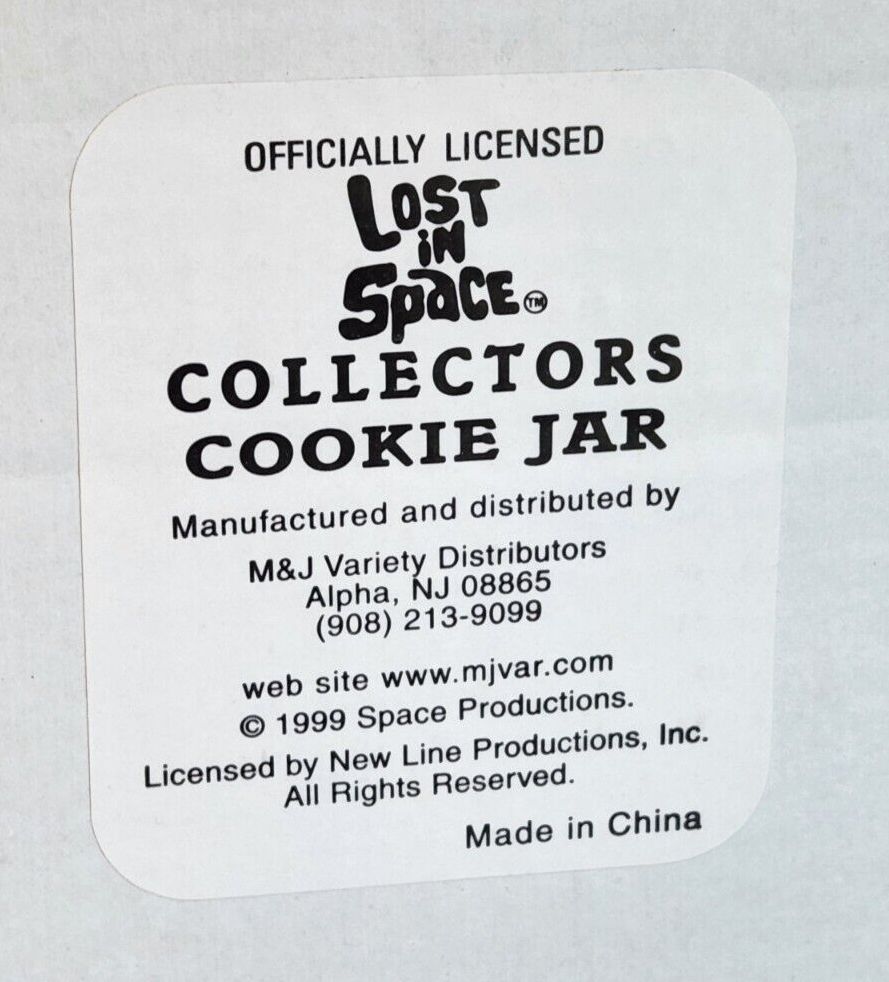 OFFICIALLY LICENSED
LOST
iN
SpaCE TM
COLLECTORS
COOKIE JAR
Manufactured and distributed by
M&J Variety Distributors
Alpha, NJ 08865
(908) 213-9099
web site www.mjvar.com
© 1999 Space Productions.
Licensed by New Line Productions, Inc.
All Rights Reserved.
Made in China